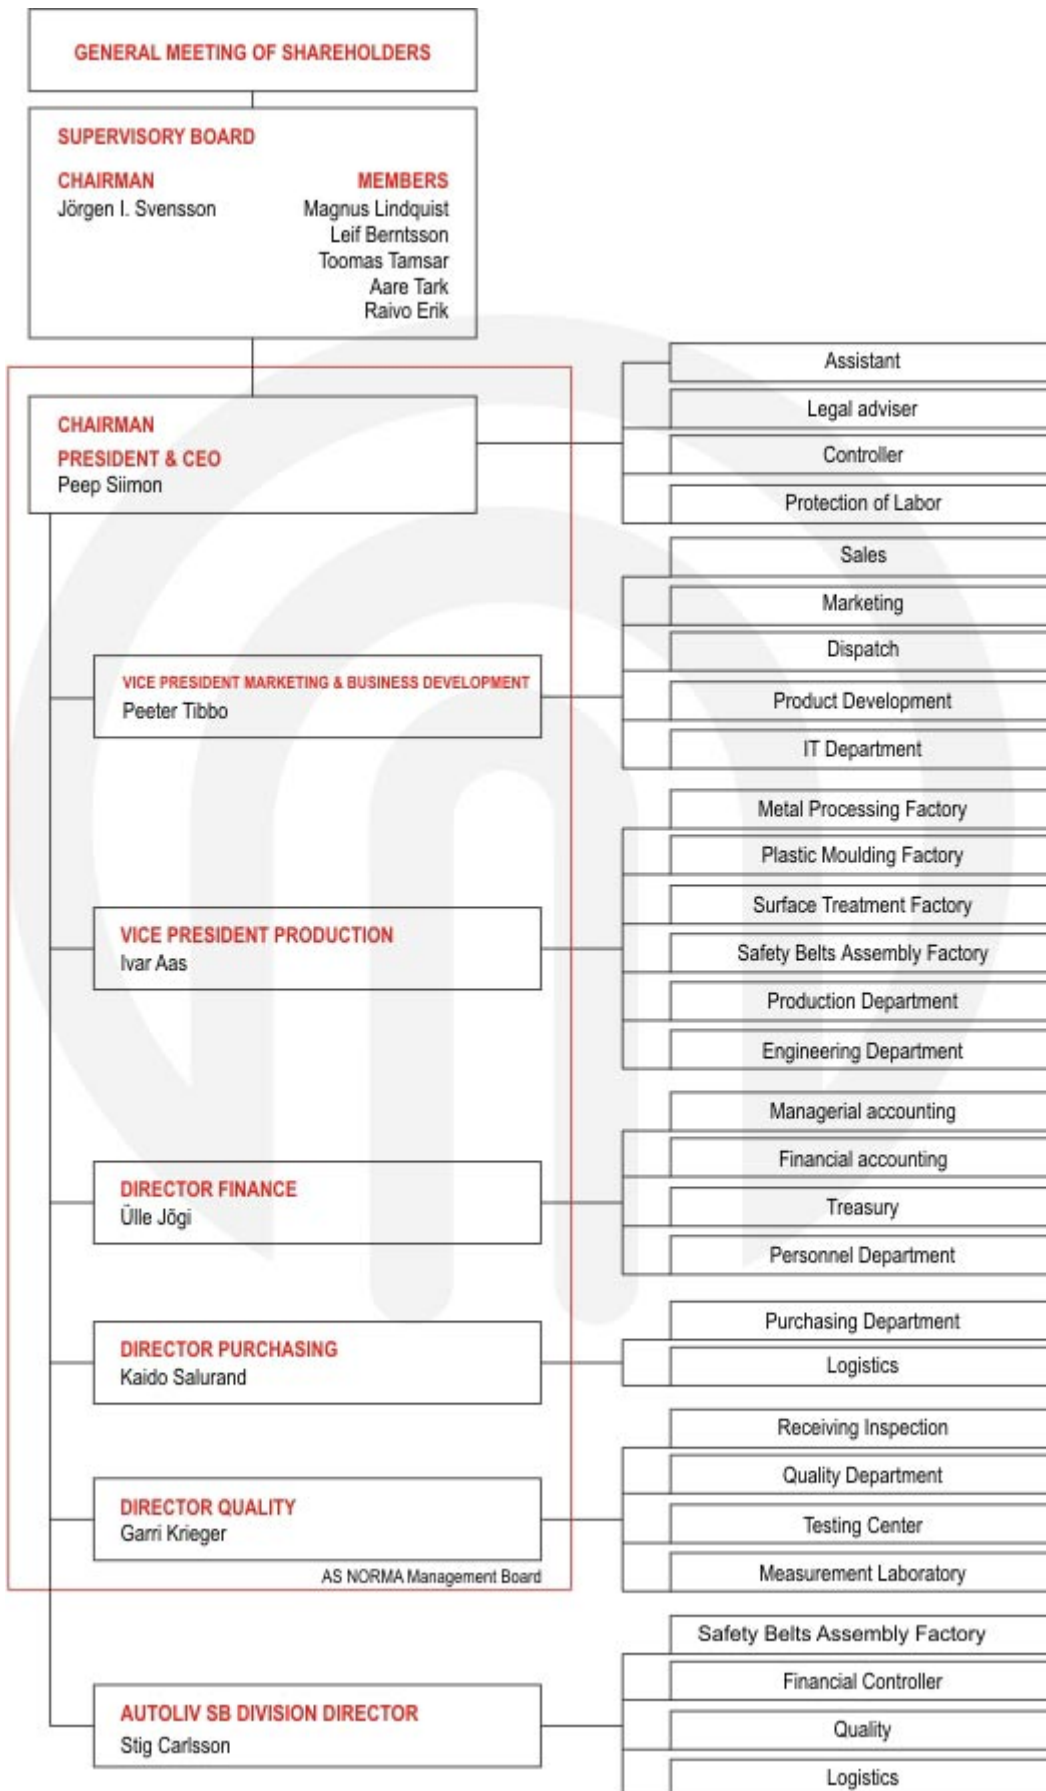 GENERAL MEETING OF SHAREHOLDERS
SUPERVISORY BOARD
CHAIRMAN
Jörgen I. Svensson
MEMBERS
Magnus Lindquist
Leif Berntsson
Toomas Tamsar
Aare Tark
Raivo Erik
CHAIRMAN
PRESIDENT & CEO
Peep Siimon
Assistant
Legal adviser
Controller
Protection of Labor
VICE PRESIDENT MARKETING & BUSINESS DEVELOPMENT
Peeter Tibbo
Sales
Marketing
Dispatch
Product Development
IT Department
VICE PRESIDENT PRODUCTION
Ivar Aas
Metal Processing Factory
Plastic Moulding Factory
Surface Treatment Factory
Safety Belts Assembly Factory
Production Department
Engineering Department
DIRECTOR FINANCE
Ülle Jõgi
Managerial accounting
Financial accounting
Treasury
Personnel Department
DIRECTOR PURCHASING
Kaido Salurand
Purchasing Department
Logistics
DIRECTOR QUALITY
Garri Krieger
Receiving Inspection
Quality Department
Testing Center
Measurement Laboratory
AS NORMA Management Board
AUTOLIV SB DIVISION DIRECTOR
Stig Carlsson
Safety Belts Assembly Factory
Financial Controller
Quality
Logistics